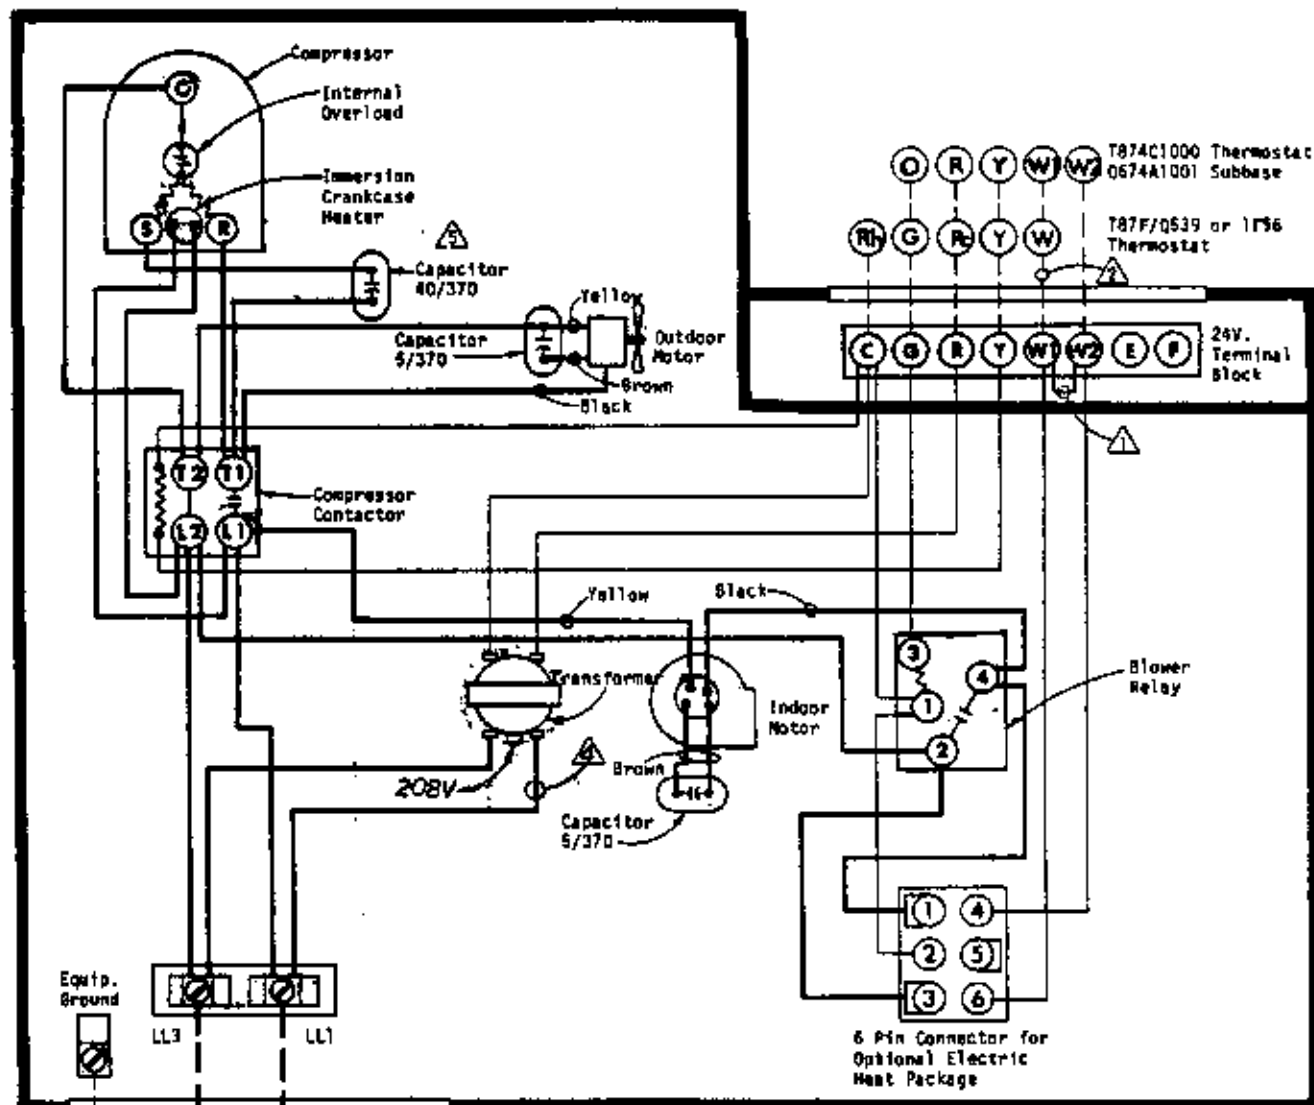 Compressor
Internal
Overload
Immersion
Crankcase
Heater
S
R
5
Capacitor
40/370
Yellow
Capacitor
5/370
Outdoor
Motor
Brown
Black
O R Y W1 W2
T874C1000 Thermostat
Q674A1001 Subbase
Rh G Rc Y W
T87F/Q539 or 1F56
Thermostat
2
C G R Y W1 W2 E F
24V.
Terminal
Block
1
T2 T1
L2 L1
Compressor
Contactor
Yellow
Black
Transformer
208V
4
Indoor
Motor
Brown
Capacitor
5/370
3
4
1
2
Blower
Relay
1 4
2 5
3 6
6 Pin Connector for
Optional Electric
Heat Package
Equip.
Ground
LL3
LL1